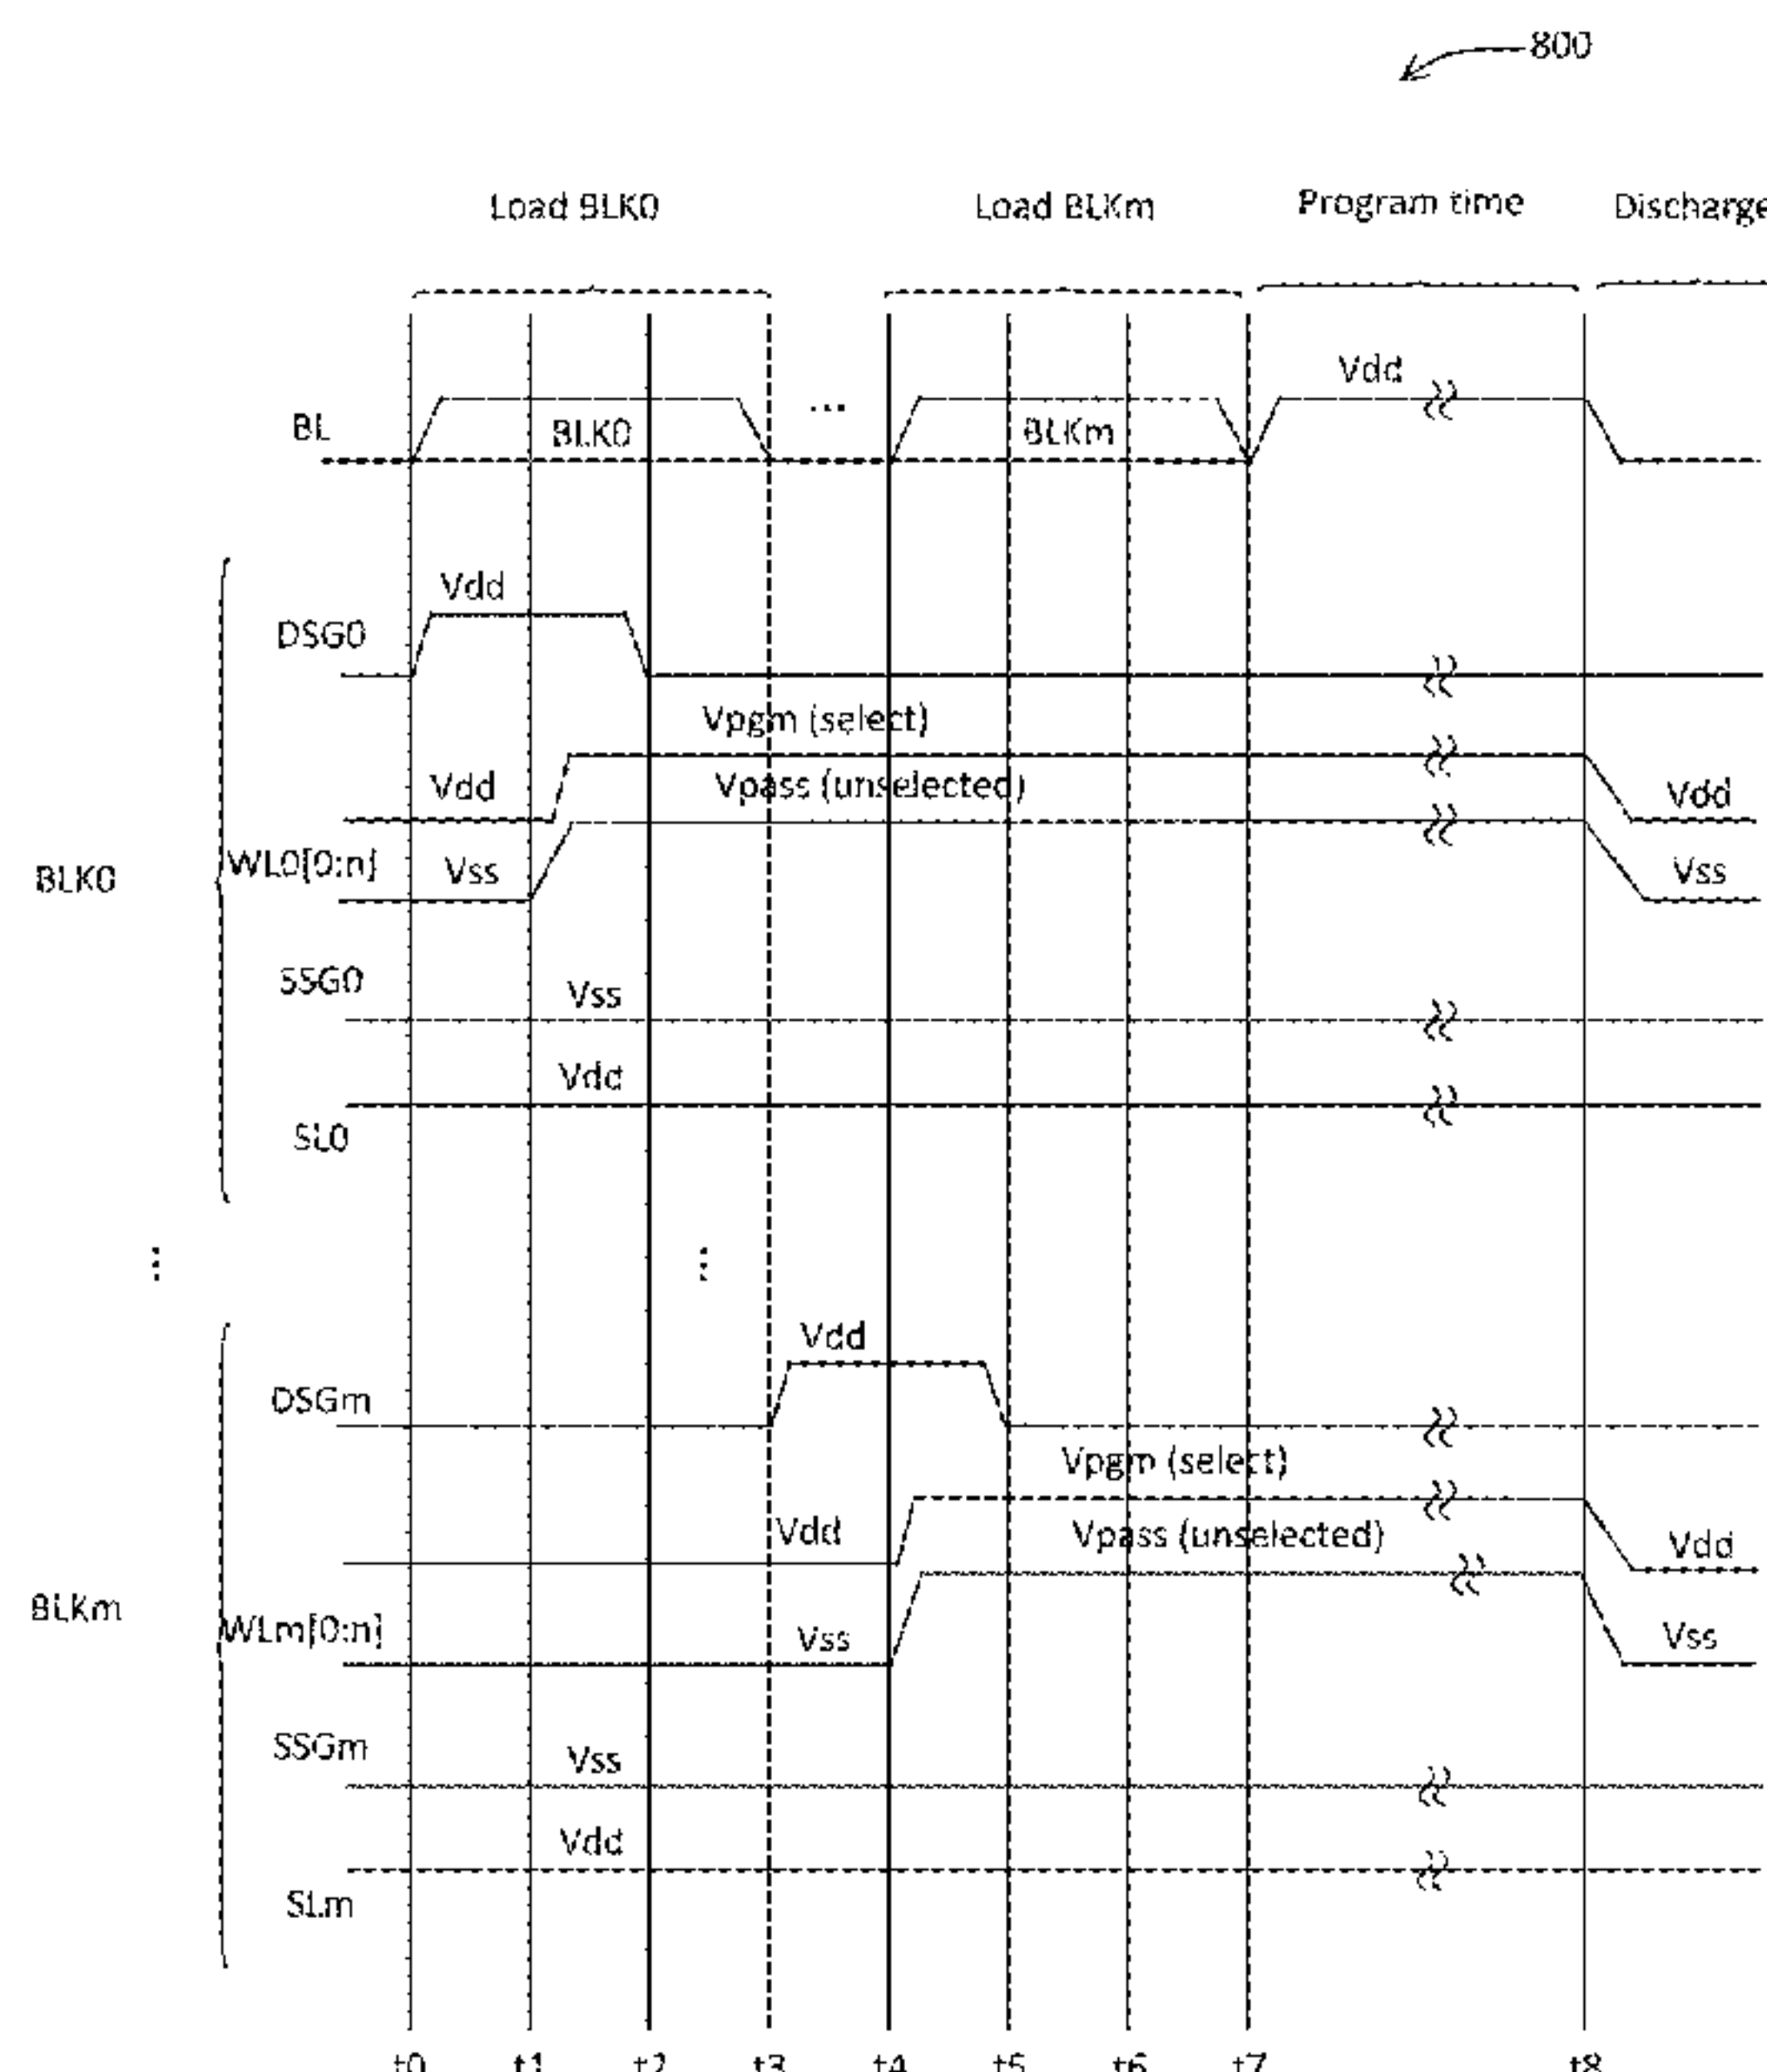 800
Load BLK0 Load BLKm Program time Discharge
Vdd
BL BLK0 ... BLKm
Vdd
DSG0
Vpgm (select)
Vdd Vpass (unselected) Vdd
BLK0 WL0[0:n] Vss Vss
SSG0 Vss
Vdd
SL0
Vdd
DSGm
Vpgm (select)
Vdd Vpass (unselected) Vdd
BLKm WLm[0:n] Vss Vss
SSGm Vss
Vdd
SLm
t0 t1 t2 t3 t4 t5 t6 t7 t8